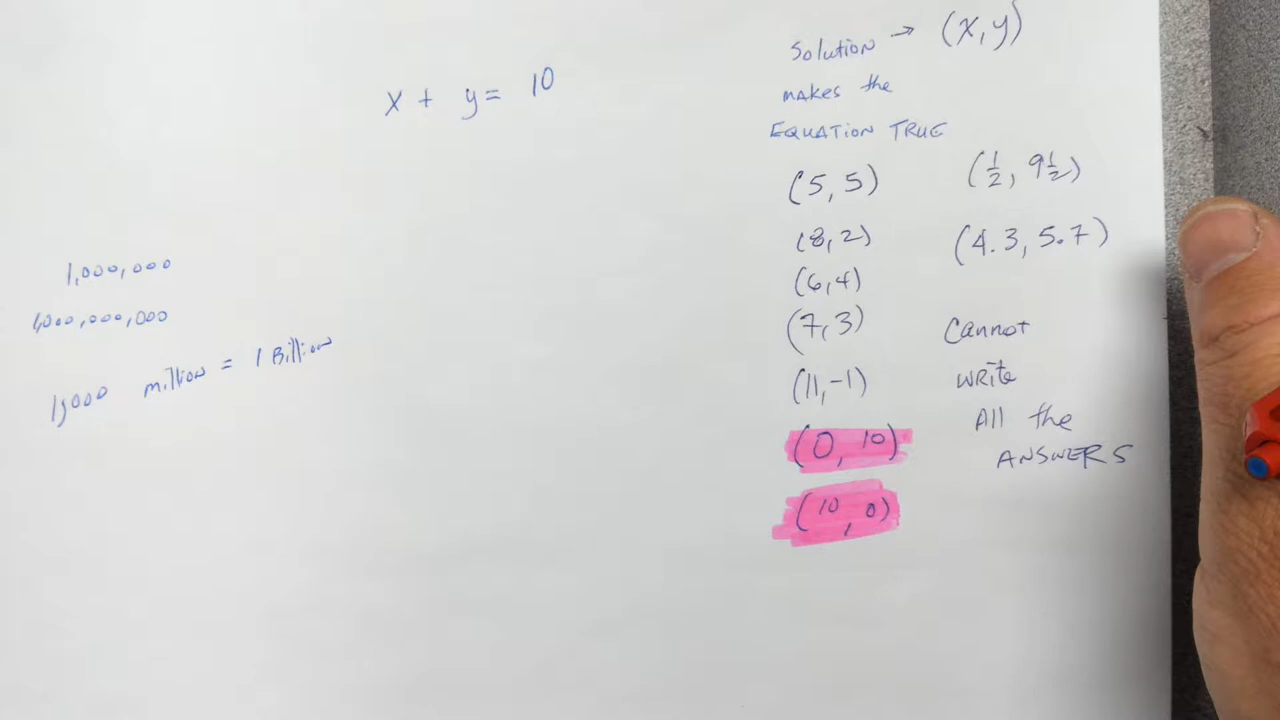 x + y = 10
1,000,000
1,000,000,000
1,000 million = 1 Billion
Solution → (x, y)
makes the
EQUATION TRUE
(5, 5)
(8, 2)
(6, 4)
(7, 3)
(11, -1)
(0, 10)
(10, 0)
(1/2, 9 1/2)
(4.3, 5.7)
Cannot
write
All the
ANSWERS